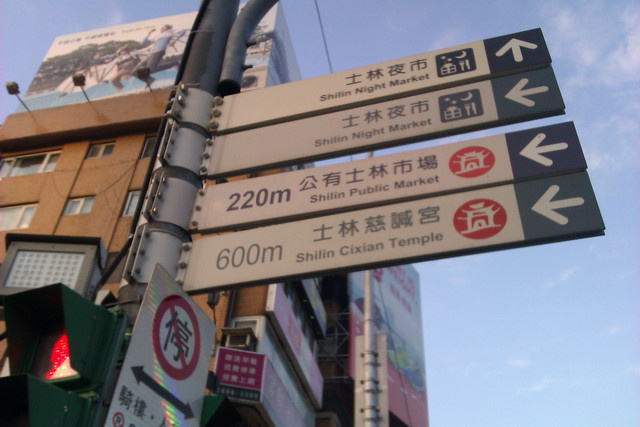 士林夜市
Shilin Night Market
士林夜市
Shilin Night Market
220m 公有士林市場
Shilin Public Market
600m 士林慈諴宮
Shilin Cixian Temple
停
騎樓